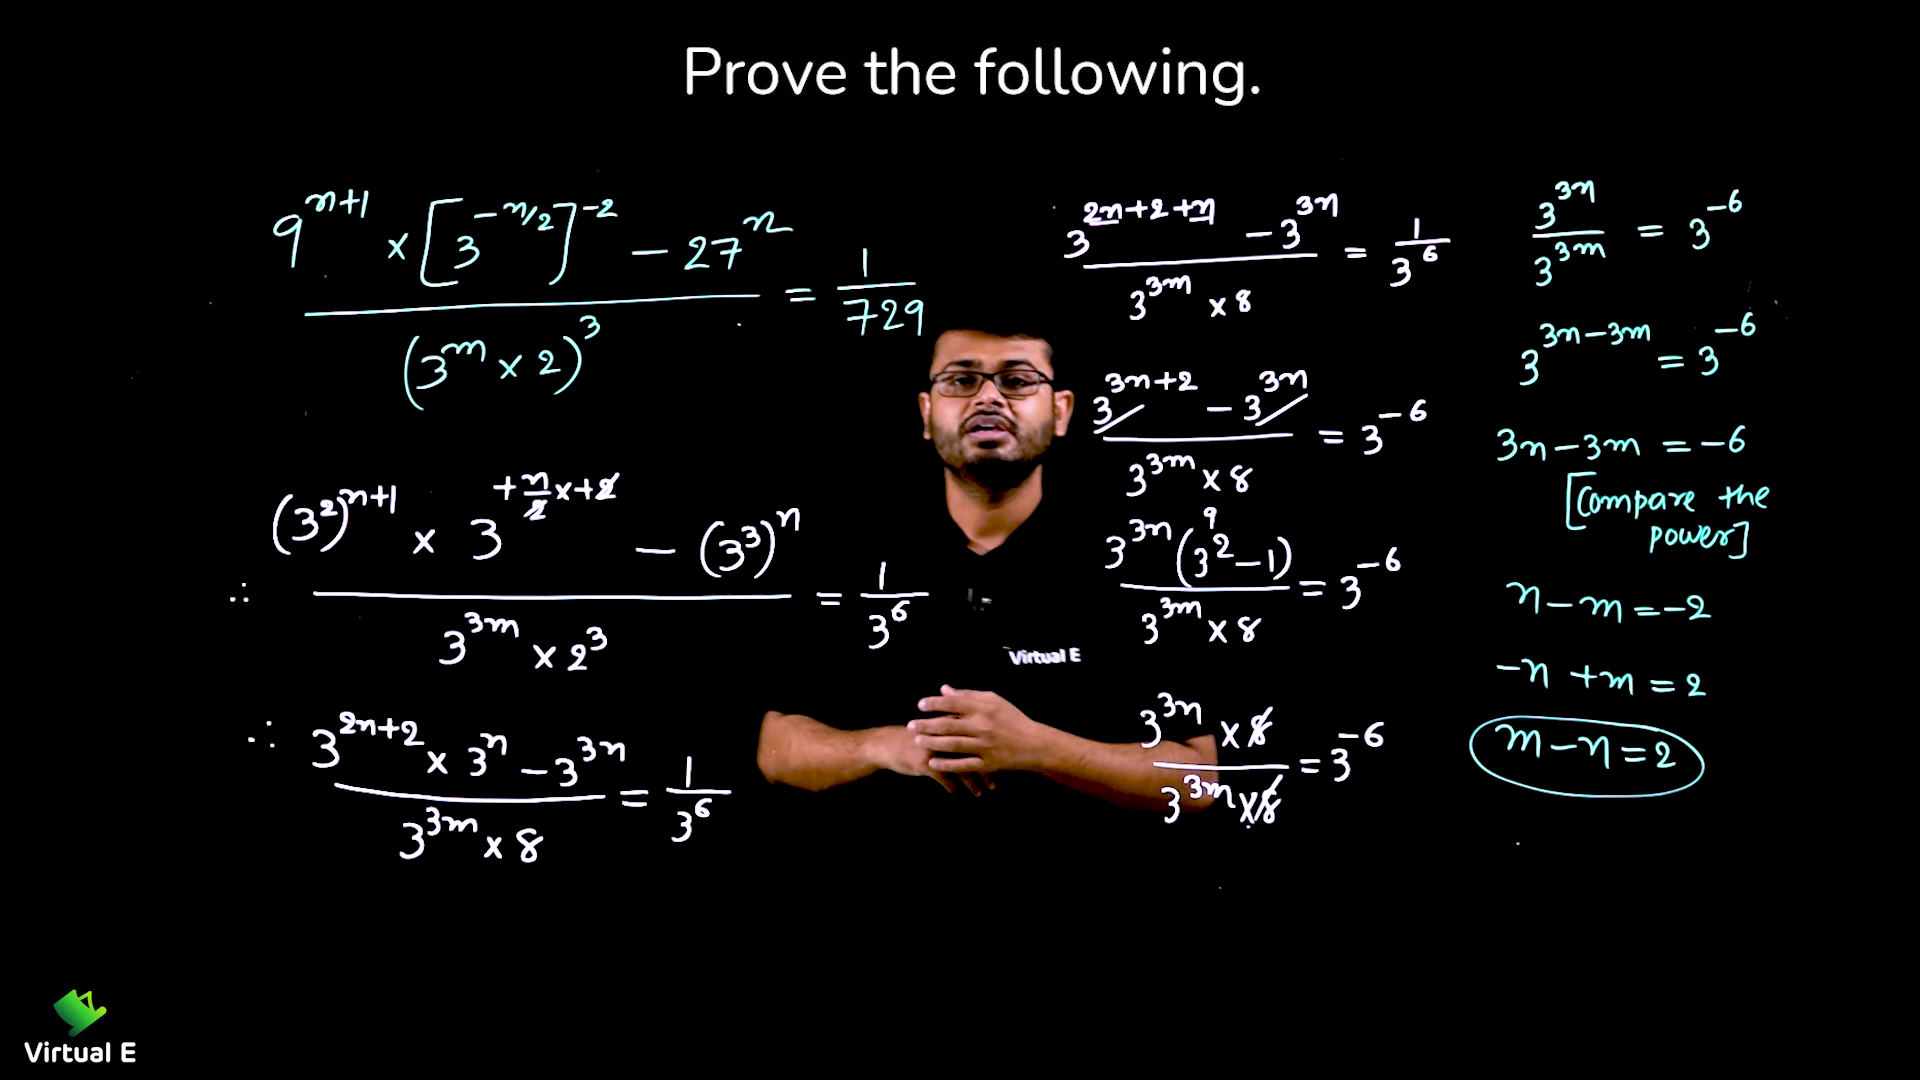 Prove the following.
9^{n+1} × [3^{-n/2}]^{-2} - 27^n
(3^m × 2)^3
= 1/729
∴ (3^2)^{n+1} × 3^{+n/2 × +2} - (3^3)^n
3^{3m} × 2^3
= 1/3^6
∴ 3^{2n+2} × 3^n - 3^{3n}
3^{3m} × 8
= 1/3^6
3^{2n+2+n} - 3^{3n}
3^{3m} × 8
= 1/3^6
3^{3n+2} - 3^{3n}
3^{3m} × 8
= 3^{-6}
9
3^{3n}(3^2-1)
3^{3m} × 8
= 3^{-6}
3^{3n} × 8
3^{3m} × 8
= 3^{-6}
3^{3n}
3^{3m}
= 3^{-6}
3^{3n-3m} = 3^{-6}
3n-3m = -6
[Compare the
power]
n-m = -2
-n +m = 2
m-n = 2
Virtual E
Virtual E